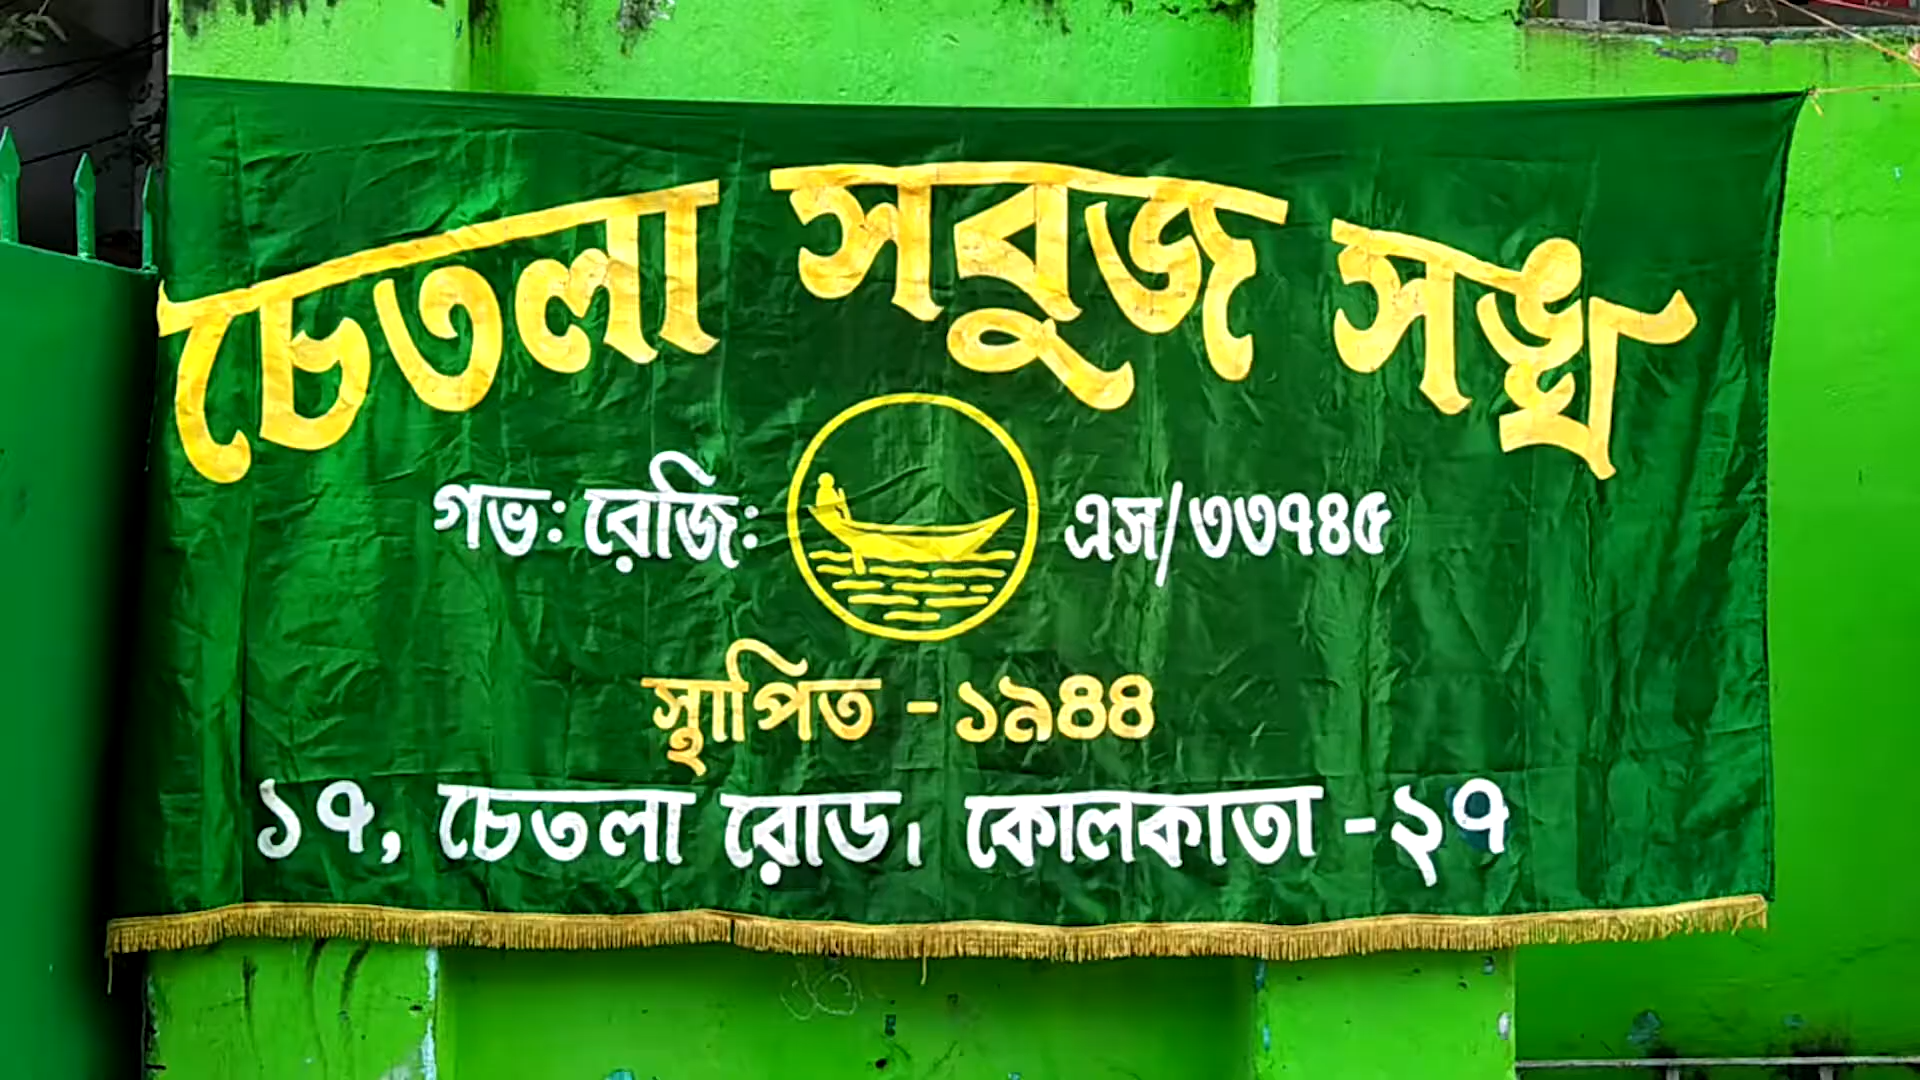 চেতলা সবুজ সঙ্ঘ
গভঃ রেজিঃ এস/৩৩৭৪৫
স্থাপিত - ১৯৪৪
১৭, চেতলা রোড। কোলকাতা - ২৭